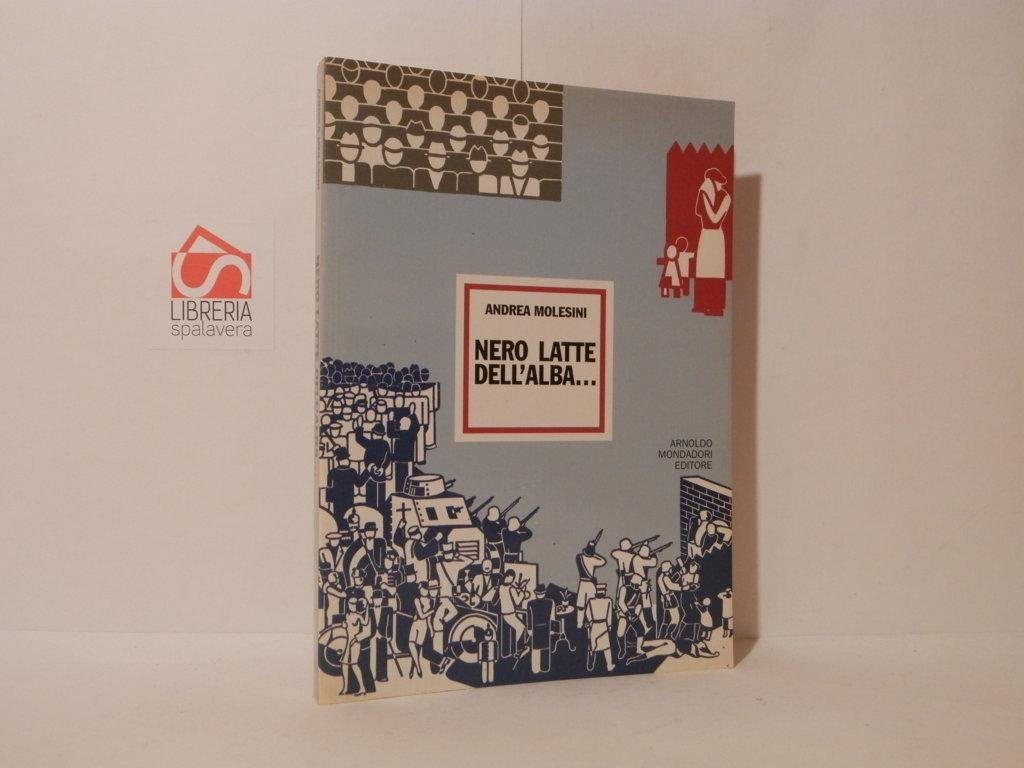 LIBRERIA
spalavera
ANDREA MOLESINI
NERO LATTE
DELL'ALBA...
ARNOLDO
MONDADORI
EDITORE